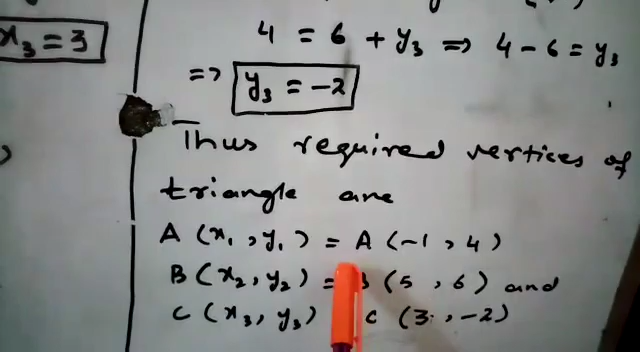 x₃ = 3
4 = 6 + y₃ ⇒ 4 - 6 = y₃
⇒ y₃ = -2
Thus required vertices of
triangle are
A (x₁, y₁) = A (-1, 4)
B (x₂, y₂) = B (5, 6) and
C (x₃, y₃) C (3, -2)